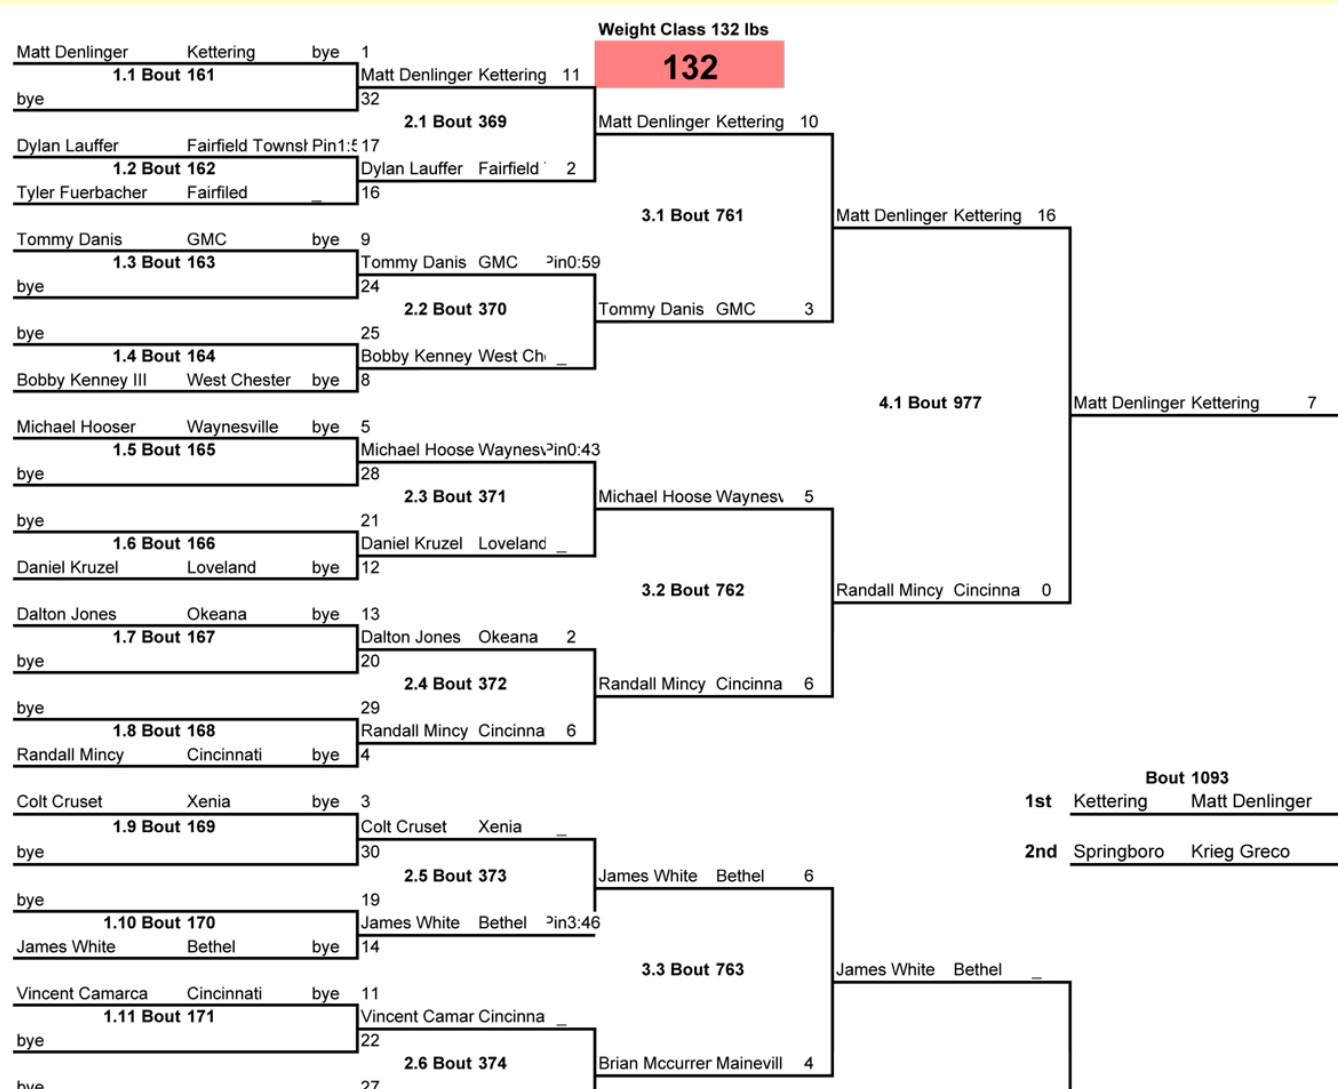 Weight Class 132 lbs
132
Matt Denlinger Kettering bye 1
1.1 Bout 161
bye 32
Matt Denlinger Kettering 11
2.1 Bout 369
Dylan Lauffer Fairfield Townsl Pin1:5 17
1.2 Bout 162
Tyler Fuerbacher Fairfiled _ 16
Dylan Lauffer Fairfield 2
Matt Denlinger Kettering 10
3.1 Bout 761
Tommy Danis GMC bye 9
1.3 Bout 163
bye 24
Tommy Danis GMC Pin0:59
2.2 Bout 370
bye 25
1.4 Bout 164
Bobby Kenney III West Chester bye 8
Bobby Kenney West Ch _
Tommy Danis GMC 3
Matt Denlinger Kettering 16
4.1 Bout 977
Michael Hooser Waynesville bye 5
1.5 Bout 165
bye 28
Michael Hoose Waynesv Pin0:43
2.3 Bout 371
bye 21
1.6 Bout 166
Daniel Kruzel Loveland bye 12
Daniel Kruzel Loveland _
Michael Hoose Waynesv 5
3.2 Bout 762
Dalton Jones Okeana bye 13
1.7 Bout 167
bye 20
Dalton Jones Okeana 2
2.4 Bout 372
bye 29
1.8 Bout 168
Randall Mincy Cincinnati bye 4
Randall Mincy Cincinna 6
Randall Mincy Cincinna 6
Randall Mincy Cincinna 0
Matt Denlinger Kettering 7
Bout 1093
1st Kettering Matt Denlinger
2nd Springboro Krieg Greco
Colt Cruset Xenia bye 3
1.9 Bout 169
bye 30
Colt Cruset Xenia _
2.5 Bout 373
bye 19
1.10 Bout 170
James White Bethel bye 14
James White Bethel Pin3:46
James White Bethel 6
3.3 Bout 763
James White Bethel _
Vincent Camarca Cincinnati bye 11
1.11 Bout 171
bye 22
Vincent Camar Cincinna _
2.6 Bout 374
Brian Mccurrer Mainevill 4
bye 27